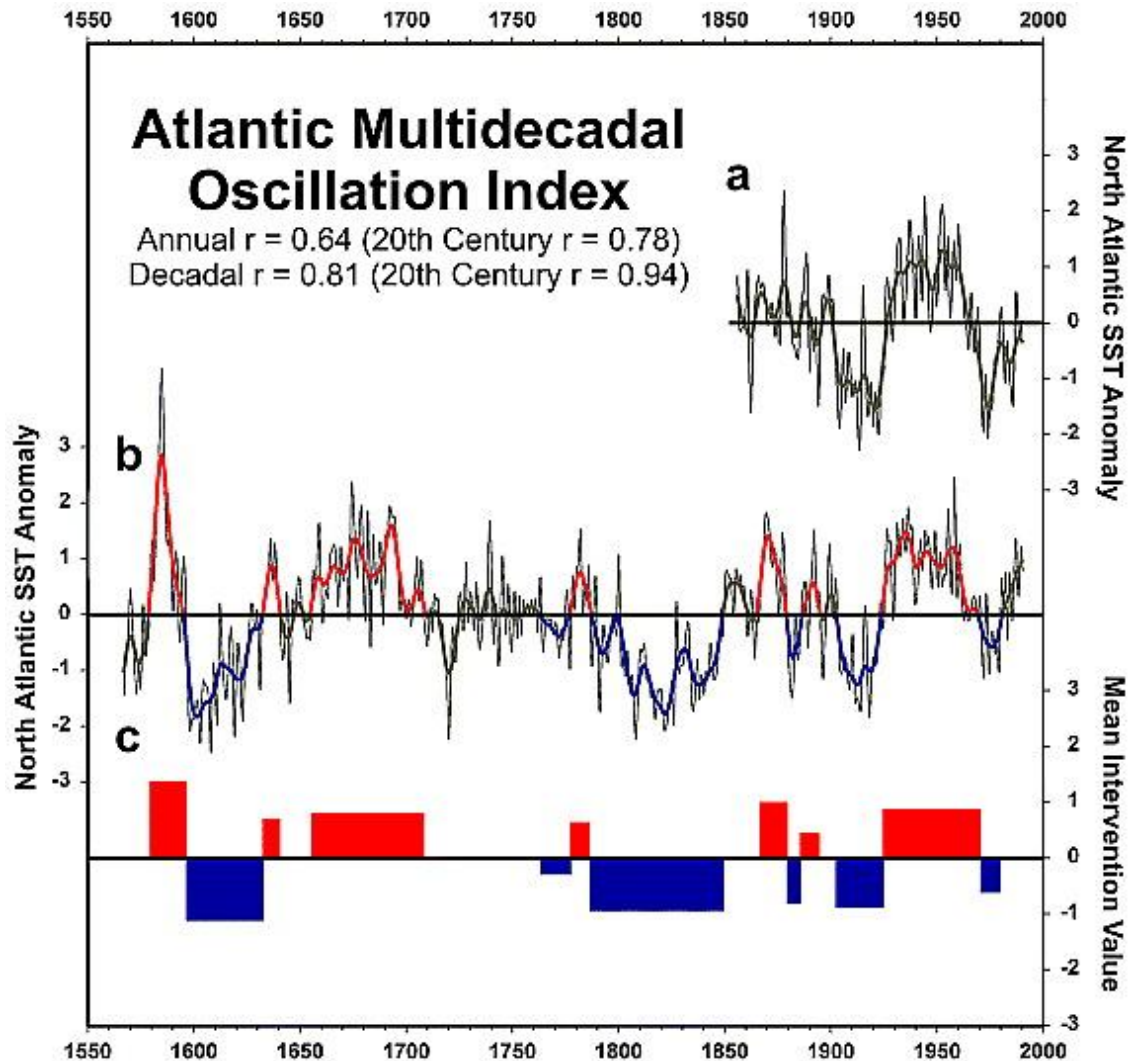 1550 1600 1650 1700 1750 1800 1850 1900 1950 2000
Atlantic Multidecadal
Oscillation Index
Annual r = 0.64 (20th Century r = 0.78)
Decadal r = 0.81 (20th Century r = 0.94)
a
3
2
1
0
-1
-2
-3
North Atlantic SST Anomaly
b
3
2
1
0
-1
-2
-3
North Atlantic SST Anomaly
c
3
2
1
0
-1
-2
-3
Mean Intervention Value
1550 1600 1650 1700 1750 1800 1850 1900 1950 2000